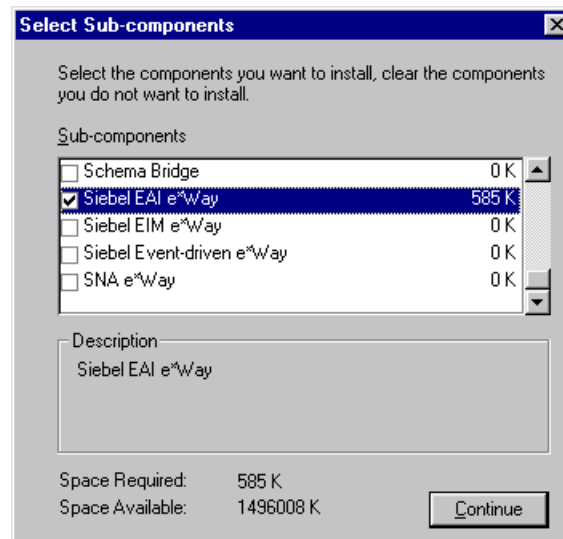 Select Sub-components
Select the components you want to install, clear the components
you do not want to install.
Sub-components
Schema Bridge 0 K
Siebel EAI e*Way 585 K
Siebel EIM e*Way 0 K
Siebel Event-driven e*Way 0 K
SNA e*Way 0 K
Description
Siebel EAI e*Way
Space Required: 585 K
Space Available: 1496008 K
Continue